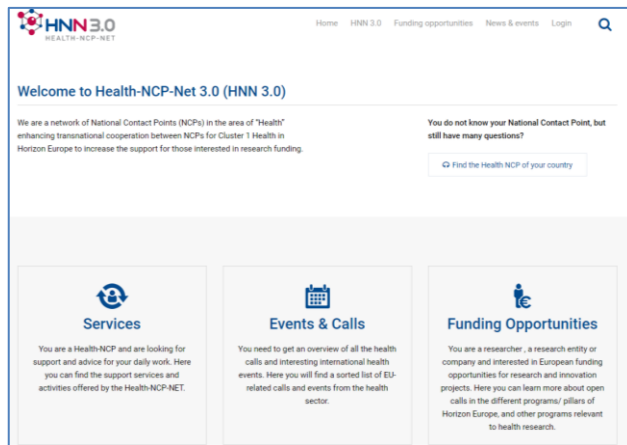 HNN 3.0
HEALTH-NCP-NET
Home HNN 3.0 Funding opportunities News & events Login
Welcome to Health-NCP-Net 3.0 (HNN 3.0)
We are a network of National Contact Points (NCPs) in the area of "Health"
enhancing transnational cooperation between NCPs for Cluster 1 Health in
Horizon Europe to increase the support for those interested in research funding.
You do not know your National Contact Point, but
still have many questions?
Find the Health NCP of your country
Services
You are a Health-NCP and are looking for
support and advice for your daily work. Here
you can find the support services and
activities offered by the Health-NCP-NET.
Events & Calls
You need to get an overview of all the health
calls and interesting international health
events. Here you will find a sorted list of EU-
related calls and events from the health
sector.
Funding Opportunities
You are a researcher , a research entity or
company and interested in European funding
opportunities for research and innovation
projects. Here you can learn more about open
calls in the different programs/ pillars of
Horizon Europe, and other programs relevant
to health research.